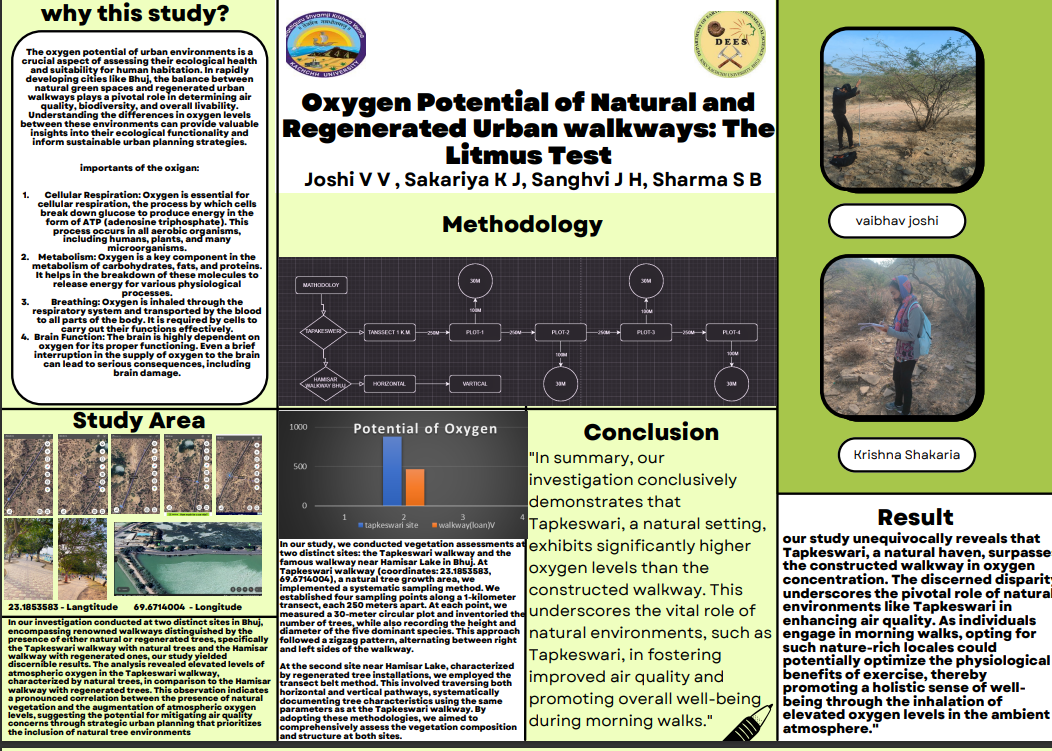 why this study?
The oxygen potential of urban environments is a
crucial aspect of assessing their ecological health
and suitability for human habitation. In rapidly
developing cities like Bhuj, the balance between
natural green spaces and regenerated urban
walkways plays a pivotal role in determining air
quality, biodiversity, and overall livability.
Understanding the differences in oxygen levels
between these environments can provide valuable
insights into their ecological functionality and
inform sustainable urban planning strategies.
importants of the oxigan:
1. Cellular Respiration: Oxygen is essential for
cellular respiration, the process by which cells
break down glucose to produce energy in the
form of ATP (adenosine triphosphate). This
process occurs in all aerobic organisms,
including humans, plants, and many
microorganisms.
2. Metabolism: Oxygen is a key component in the
metabolism of carbohydrates, fats, and proteins.
It helps in the breakdown of these molecules to
release energy for various physiological
processes.
3. Breathing: Oxygen is inhaled through the
respiratory system and transported by the blood
to all parts of the body. It is required by cells to
carry out their functions effectively.
4. Brain Function: The brain is highly dependent on
oxygen for its proper functioning. Even a brief
interruption in the supply of oxygen to the brain
can lead to serious consequences, including
brain damage.
Study Area
23.1853583 - Langtitude 69.6714004 - Longitude
In our investigation conducted at two distinct sites in Bhuj,
encompassing renowned walkways distinguished by the
presence of either natural or regenerated trees, specifically
the Tapkeswari walkway with natural trees and the Hamisar
walkway with regenerated ones, our study yielded
discernible results. The analysis revealed elevated levels of
atmospheric oxygen in the Tapkeswari walkway,
characterized by natural trees, in comparison to the Hamisar
walkway with regenerated trees. This observation indicates
a pronounced correlation between the presence of natural
vegetation and the augmentation of atmospheric oxygen
levels, suggesting the potential for mitigating air quality
concerns through strategic urban planning that prioritizes
the inclusion of natural tree environments
KACHCHH UNIVERSITY
DEES
Oxygen Potential of Natural and
Regenerated Urban walkways: The
Litmus Test
Joshi V V , Sakariya K J, Sanghvi J H, Sharma S B
Methodology
MATHODOLOY
30M
30M
100M
100M
TAPAKESWERI
TANSSECT 1 K.M.
250M
PLOT-1
250M
PLOT-2
250M
PLOT-3
250M
PLOT-4
100M
100M
HAMISAR
WALKWAY BHUJ
HORIZONTAL
VARTICAL
30M
30M
Potential of Oxygen
1000
500
0
1 2 3 4
tapkeswari site walkway(loan)V
In our study, we conducted vegetation assessments at
two distinct sites: the Tapkeswari walkway and the
famous walkway near Hamisar Lake in Bhuj. At
Tapkeswari walkway (coordinates: 23.1853583,
69.6714004), a natural tree growth area, we
implemented a systematic sampling method. We
established four sampling points along a 1-kilometer
transect, each 250 meters apart. At each point, we
measured a 30-meter circular plot and inventoried the
number of trees, while also recording the height and
diameter of the five dominant species. This approach
followed a zigzag pattern, alternating between right
and left sides of the walkway.
At the second site near Hamisar Lake, characterized
by regenerated tree installations, we employed the
transect belt method. This involved traversing both
horizontal and vertical pathways, systematically
documenting tree characteristics using the same
parameters as at the Tapkeswari walkway. By
adopting these methodologies, we aimed to
comprehensively assess the vegetation composition
and structure at both sites.
Conclusion
"In summary, our
investigation conclusively
demonstrates that
Tapkeswari, a natural setting,
exhibits significantly higher
oxygen levels than the
constructed walkway. This
underscores the vital role of
natural environments, such as
Tapkeswari, in fostering
improved air quality and
promoting overall well-being
during morning walks."
vaibhav joshi
Krishna Shakaria
Result
our study unequivocally reveals that
Tapkeswari, a natural haven, surpasse
the constructed walkway in oxygen
concentration. The discerned disparit
underscores the pivotal role of natural
environments like Tapkeswari in
enhancing air quality. As individuals
engage in morning walks, opting for
such nature-rich locales could
potentially optimize the physiological
benefits of exercise, thereby
promoting a holistic sense of well-
being through the inhalation of
elevated oxygen levels in the ambient
atmosphere."